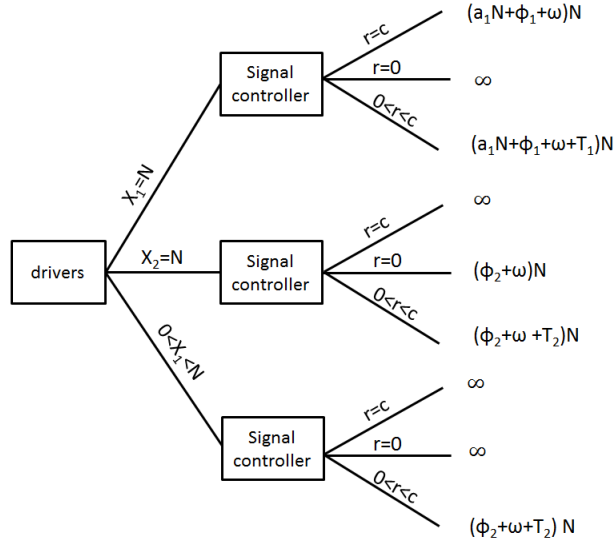 r=c
(a₁N+ϕ₁+ω)N
Signal
controller
r=0
∞
0<r<c
(a₁N+ϕ₁+ω+T₁)N
X₁=N
r=c
∞
drivers
X₂=N
Signal
controller
r=0
(ϕ₂+ω)N
0<r<c
(ϕ₂+ω +T₂)N
0<X₁<N
r=c
∞
Signal
controller
r=0
∞
0<r<c
(ϕ₂+ω+T₂) N